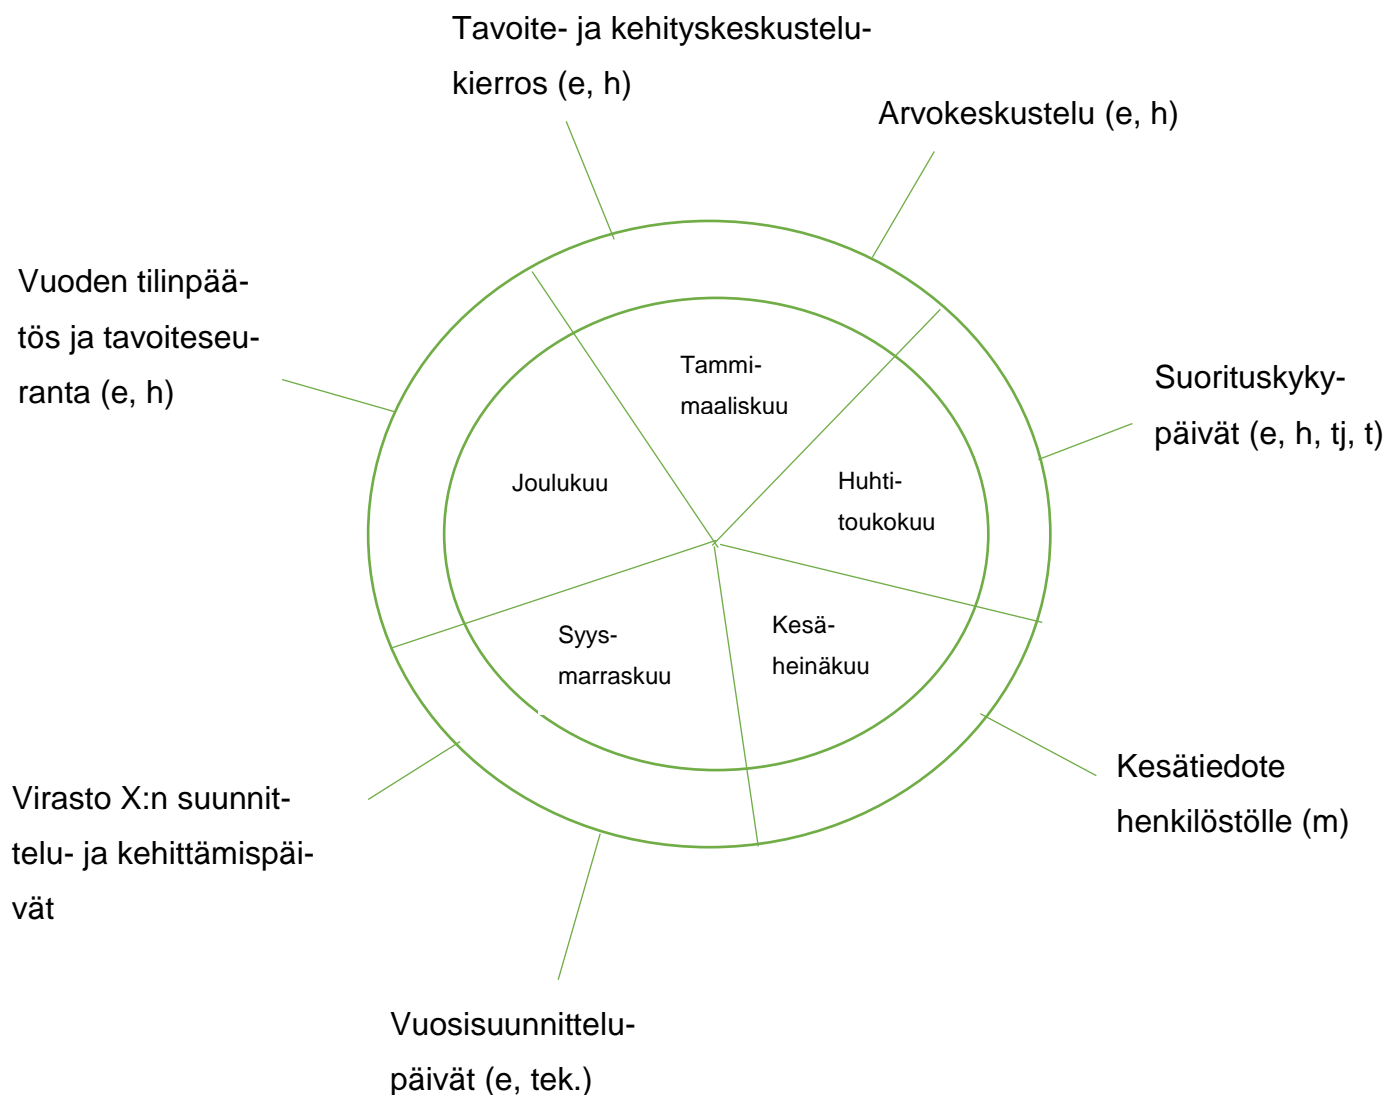 Tavoite- ja kehityskeskustelu-
kierros (e, h)
Arvokeskustelu (e, h)
Vuoden tilinpää-
tös ja tavoiteseu-
ranta (e, h)
Suorituskyky-
päivät (e, h, tj, t)
Tammi-
maaliskuu
Joulukuu
Huhti-
toukokuu
Syys-
marraskuu
Kesä-
heinäkuu
Virasto X:n suunnit-
telu- ja kehittämispäi-
vät
Kesätiedote
henkilöstölle (m)
Vuosisuunnittelu-
päivät (e, tek.)